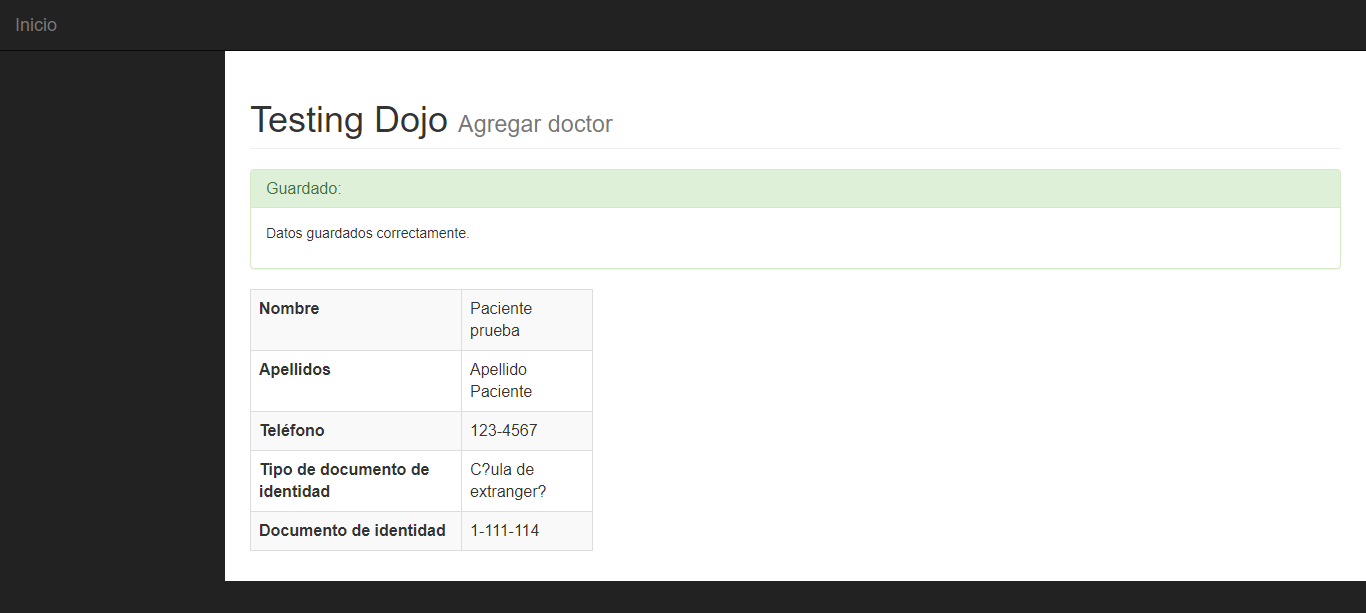 Inicio
Testing Dojo Agregar doctor
Guardado:
Datos guardados correctamente.
Nombre Paciente
prueba
Apellidos Apellido
Paciente
Teléfono 123-4567
Tipo de documento de C?ula de
identidad extranger?
Documento de identidad 1-111-114